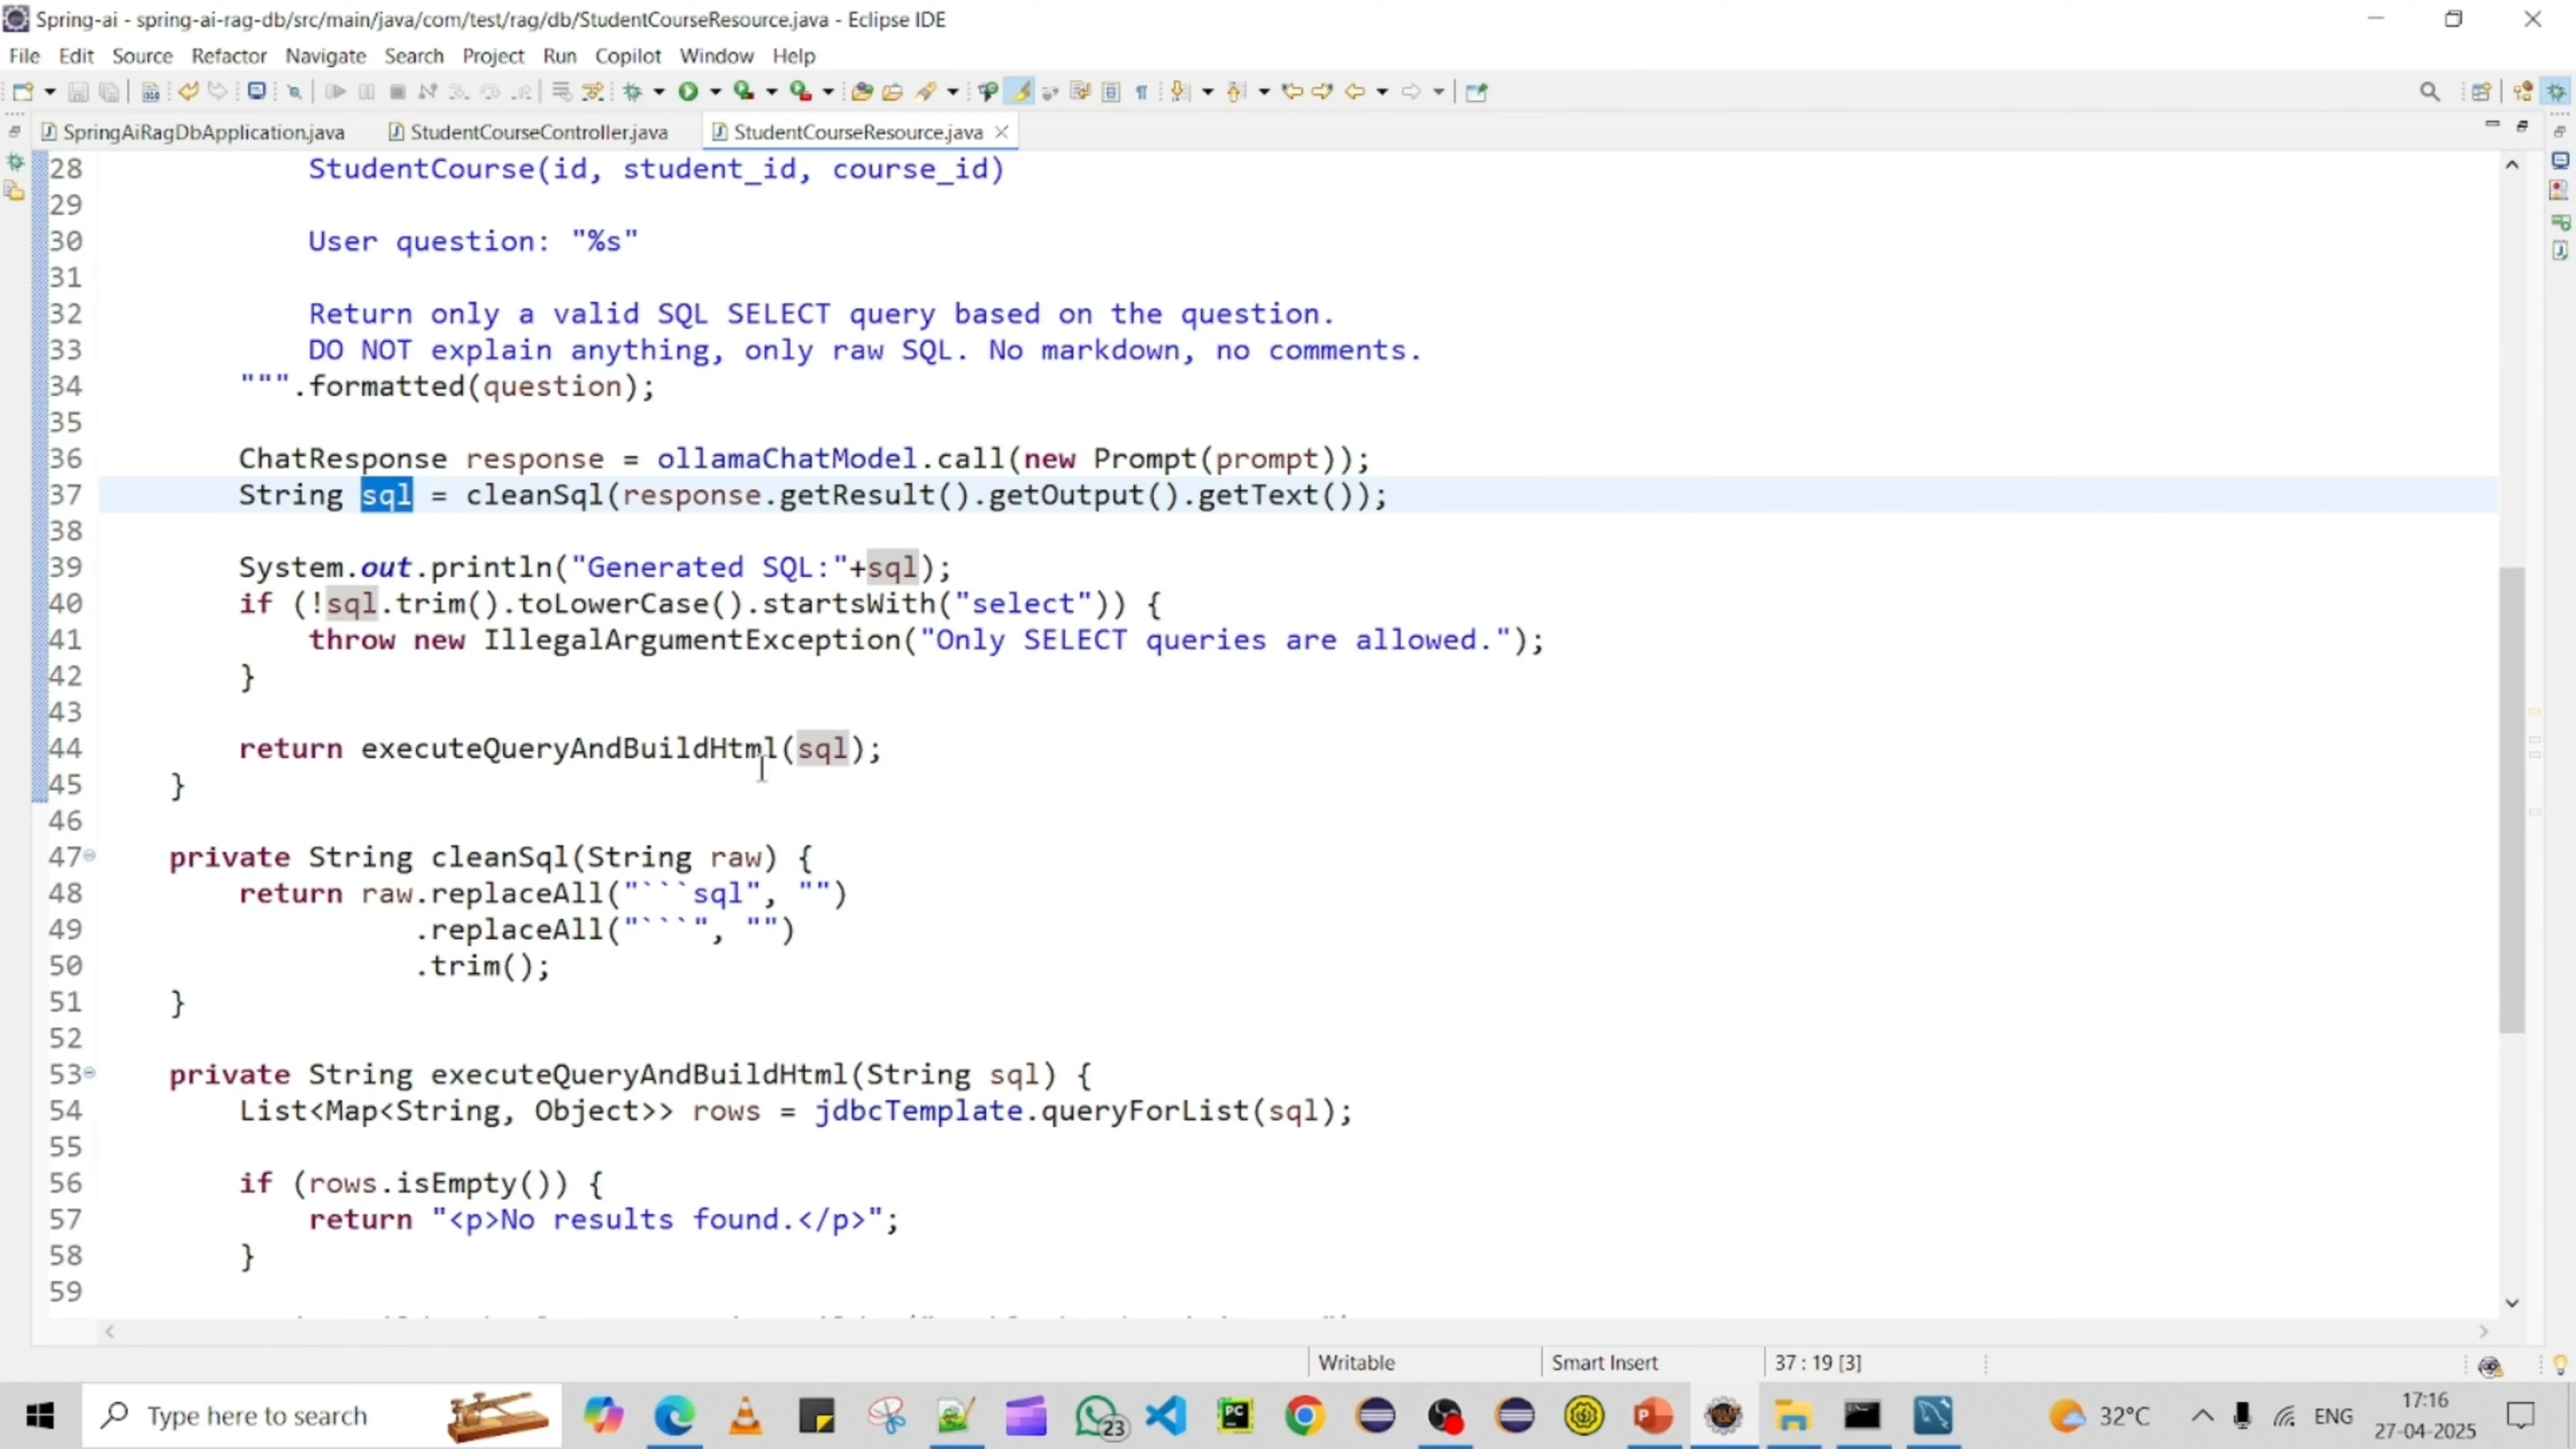 Spring-ai - spring-ai-rag-db/src/main/java/com/test/rag/db/StudentCourseResource.java - Eclipse IDE
File Edit Source Refactor Navigate Search Project Run Copilot Window Help
SpringAiRagDbApplication.java StudentCourseController.java StudentCourseResource.java
28 StudentCourse(id, student_id, course_id)
29
30 User question: "%s"
31
32 Return only a valid SQL SELECT query based on the question.
33 DO NOT explain anything, only raw SQL. No markdown, no comments.
34 """.formatted(question);
35
36 ChatResponse response = ollamaChatModel.call(new Prompt(prompt));
37 String sql = cleanSql(response.getResult().getOutput().getText());
38
39 System.out.println("Generated SQL:"+sql);
40 if (!sql.trim().toLowerCase().startsWith("select")) {
41 throw new IllegalArgumentException("Only SELECT queries are allowed.");
42 }
43
44 return executeQueryAndBuildHtml(sql);
45 }
46
47 private String cleanSql(String raw) {
48 return raw.replaceAll("```sql", "")
49 .replaceAll("```", "")
50 .trim();
51 }
52
53 private String executeQueryAndBuildHtml(String sql) {
54 List<Map<String, Object>> rows = jdbcTemplate.queryForList(sql);
55
56 if (rows.isEmpty()) {
57 return "<p>No results found.</p>";
58 }
59
Writable Smart Insert 37 : 19 [3]
Type here to search 23 32°C ENG 17:16
27-04-2025